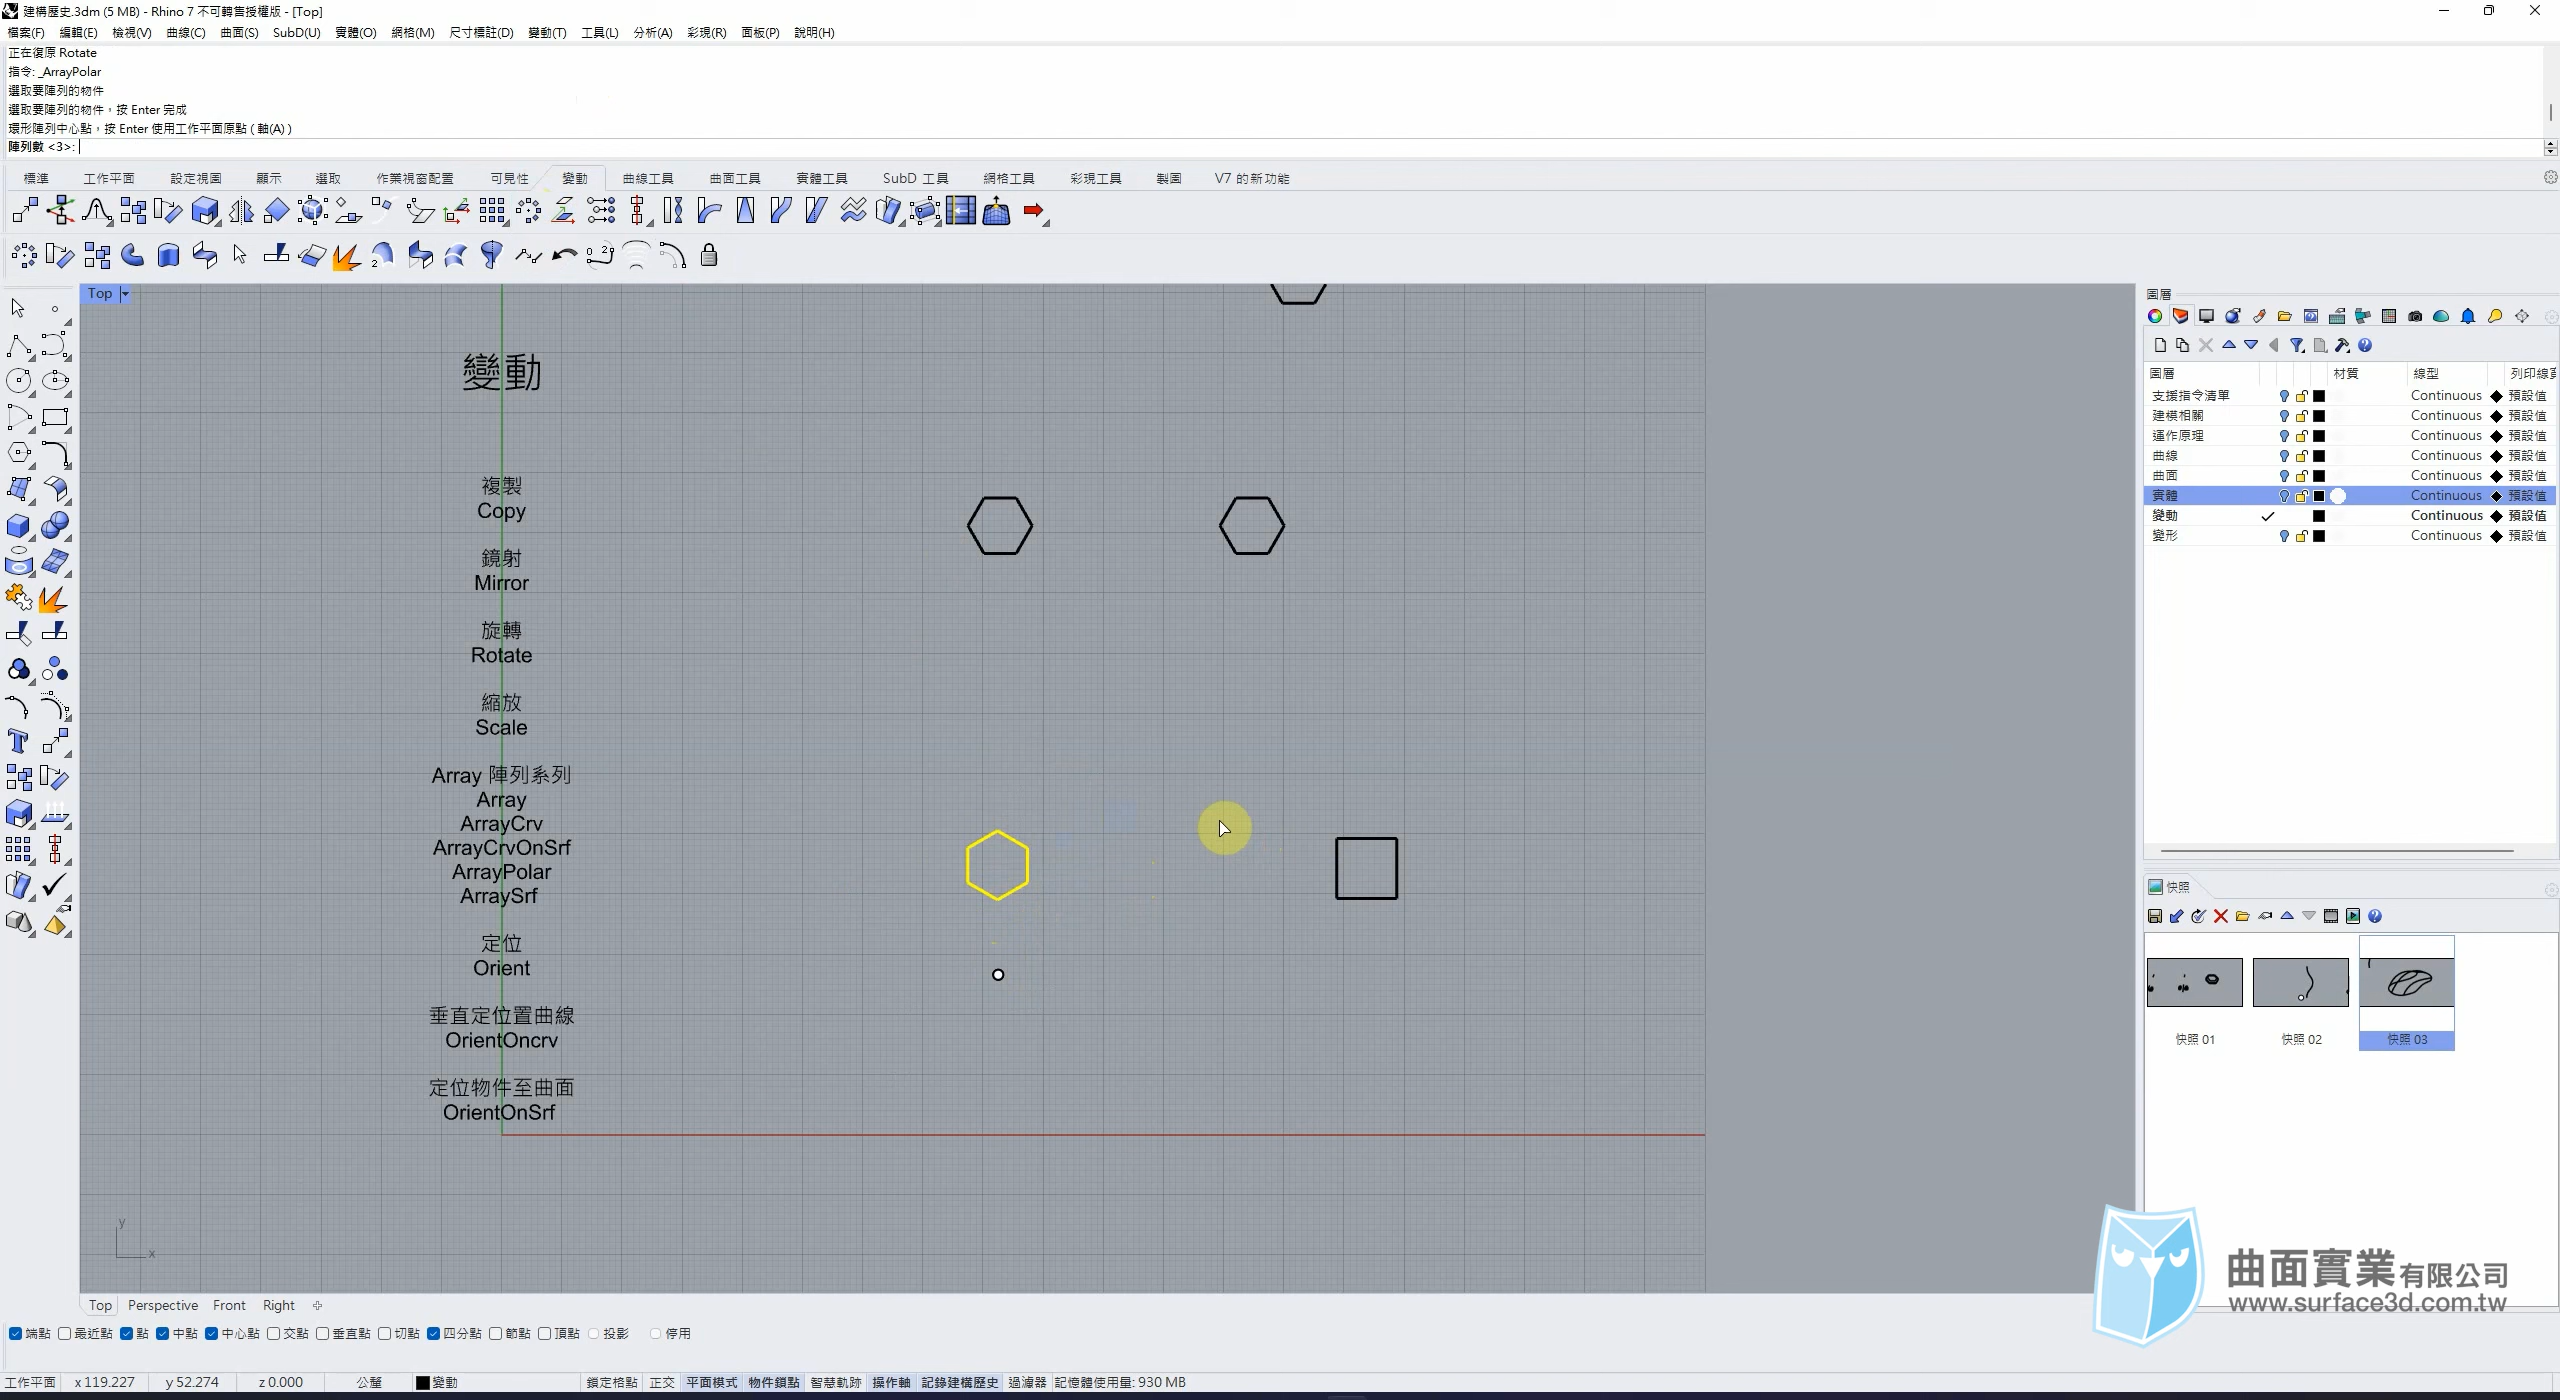 建構歷史.3dm (5 MB) - Rhino 7 不可轉售授權版 - [Top]
檔案(F) 編輯(E) 檢視(V) 曲線(C) 曲面(S) SubD(U) 實體(O) 網格(M) 尺寸標註(D) 變動(T) 工具(L) 分析(A) 彩現(R) 面板(P) 說明(H)
正在復原 Rotate
指令: _ArrayPolar
選取要陣列的物件
選取要陣列的物件，按 Enter 完成
環形陣列中心點，按 Enter 使用工作平面原點 ( 軸(A) )
陣列數 <3>:
標準 工作平面 設定視圖 顯示 選取 作業視窗配置 可見性 變動 曲線工具 曲面工具 實體工具 SubD 工具 網格工具 彩現工具 製圖 V7 的新功能
Top
變動
複製
Copy
鏡射
Mirror
旋轉
Rotate
縮放
Scale
Array 陣列系列
Array
ArrayCrv
ArrayCrvOnSrf
ArrayPolar
ArraySrf
定位
Orient
垂直定位置曲線
OrientOncrv
定位物件至曲面
OrientOnSrf
y
x
圖層
圖層 材質 線型 列印線寬
支援指令清單 Continuous 預設值
建模相關 Continuous 預設值
運作原理 Continuous 預設值
曲線 Continuous 預設值
曲面 Continuous 預設值
實體 Continuous 預設值
變動 Continuous 預設值
變形 Continuous 預設值
快照
快照 01 快照 02 快照 03
曲面實業有限公司
www.surface3d.com.tw
Top Perspective Front Right
端點 最近點 點 中點 中心點 交點 垂直點 切點 四分點 節點 頂點 投影 停用
工作平面 x 119.227 y 52.274 z 0.000 公釐 變動 鎖定格點 正交 平面模式 物件鎖點 智慧軌跡 操作軸 記錄建構歷史 過濾器 記憶體使用量: 930 MB